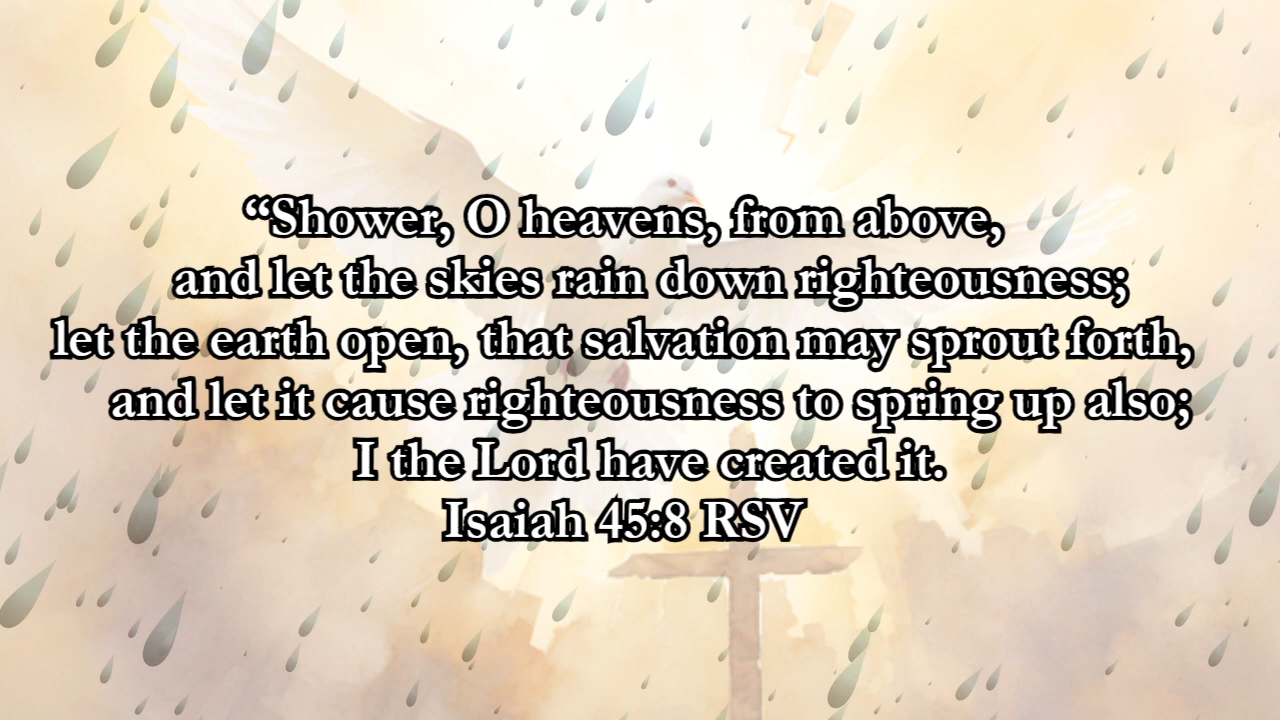 “Shower, O heavens, from above,
and let the skies rain down righteousness;
let the earth open, that salvation may sprout forth,
and let it cause righteousness to spring up also;
I the Lord have created it.
Isaiah 45:8 RSV